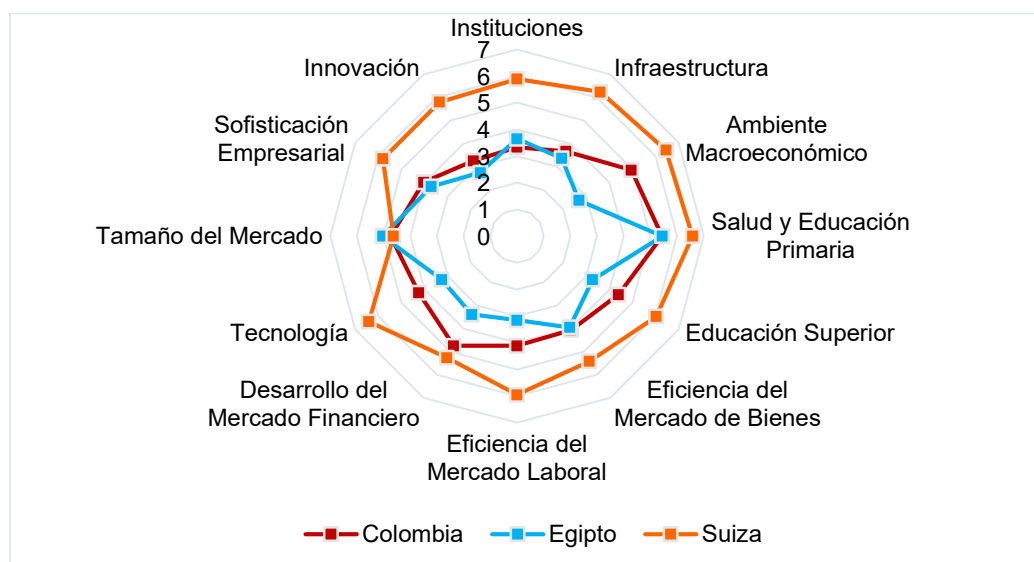 Instituciones
7
6
5
4
3
2
1
0
Infraestructura
Ambiente
Macroeconómico
Salud y Educación
Primaria
Educación Superior
Eficiencia del
Mercado de Bienes
Eficiencia del
Mercado Laboral
Desarrollo del
Mercado Financiero
Tecnología
Tamaño del Mercado
Sofisticación
Empresarial
Innovación
Colombia
Egipto
Suiza